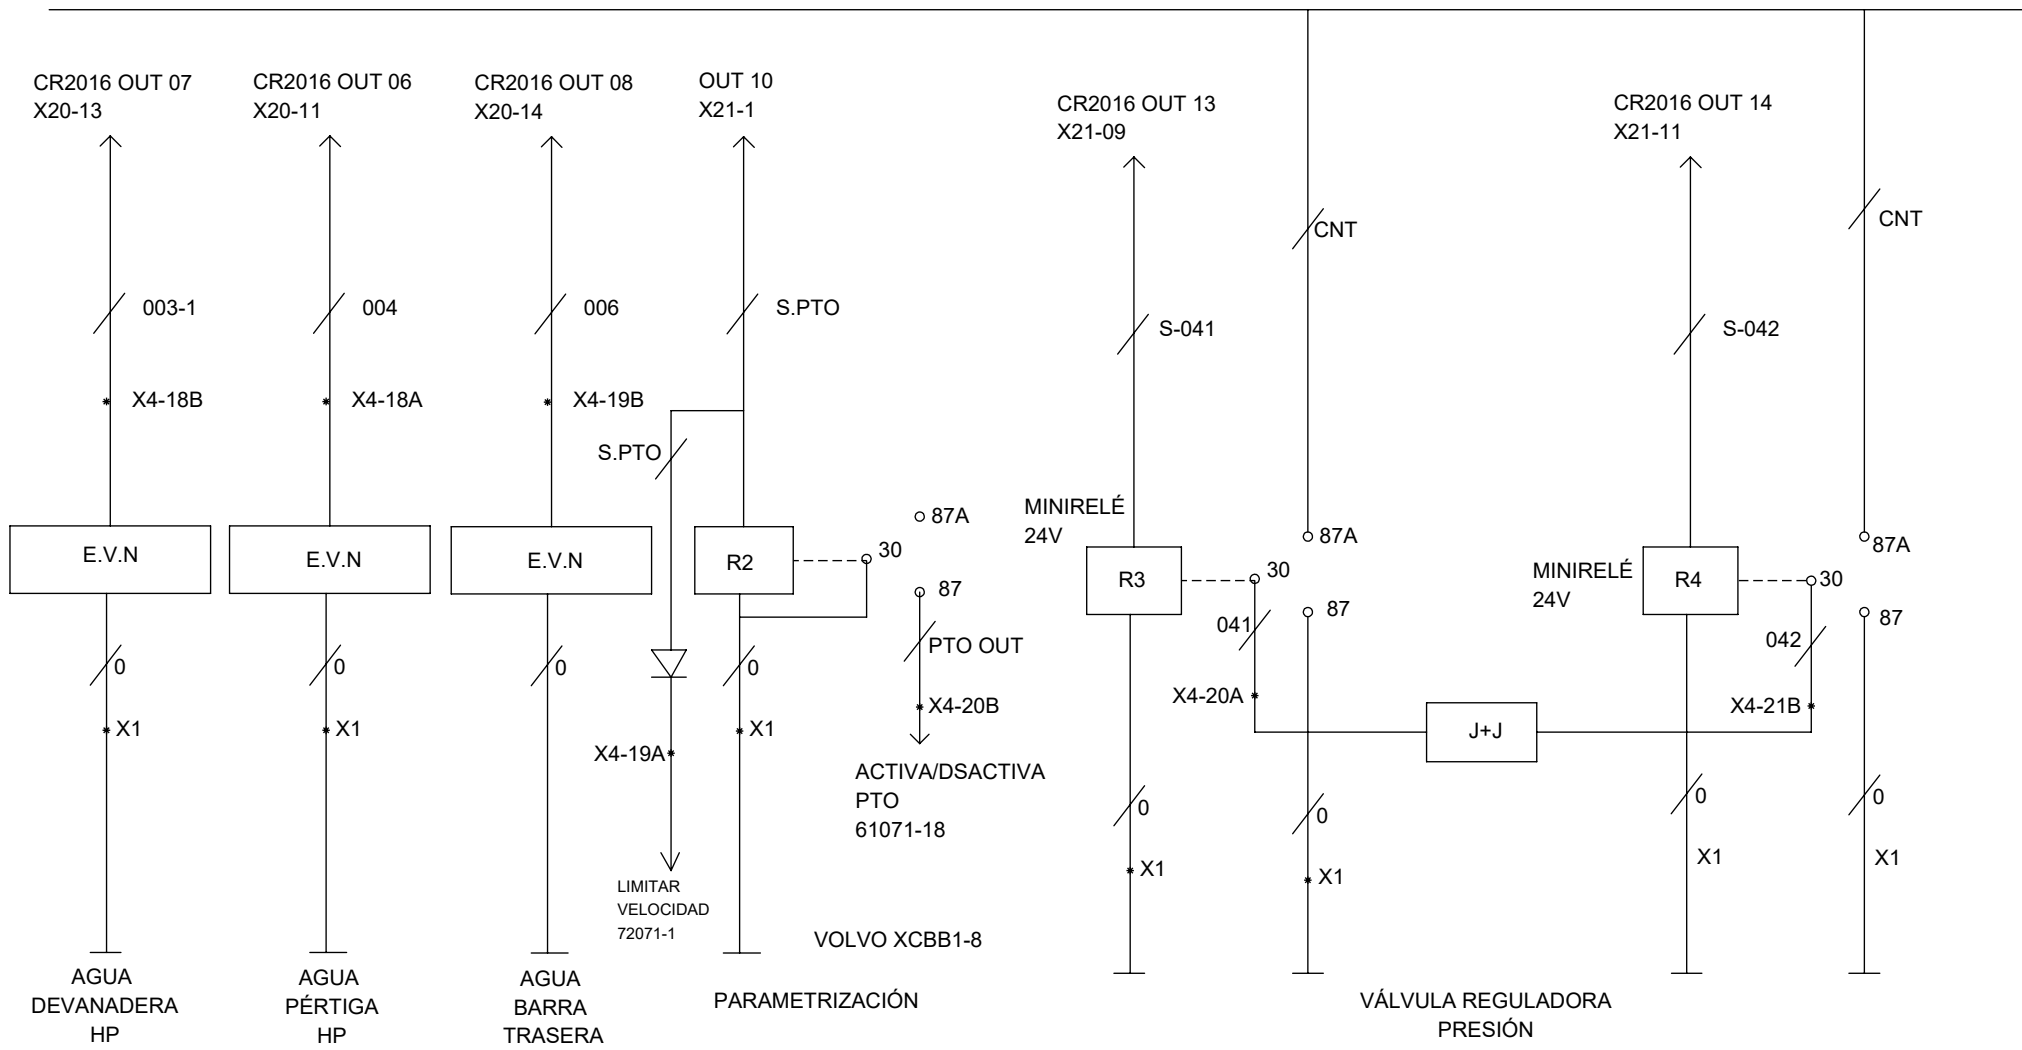 CR2016 OUT 07
X20-13
CR2016 OUT 06
X20-11
CR2016 OUT 08
X20-14
OUT 10
X21-1
CR2016 OUT 13
X21-09
CR2016 OUT 14
X21-11
CNT
CNT
003-1
004
006
S.PTO
S-041
S-042
X4-18B
X4-18A
X4-19B
S.PTO
MINIRELÉ
24V
MINIRELÉ
24V
E.V.N
E.V.N
E.V.N
R2
30
87A
87
R3
30
87A
87
R4
30
87A
87
041
042
0
0
0
0
PTO OUT
X4-20B
X4-20A
X4-21B
X1
X1
X4-19A
X1
J+J
ACTIVA/DSACTIVA
PTO
61071-18
0
0
0
0
X1
X1
X1
X1
LIMITAR
VELOCIDAD
72071-1
VOLVO XCBB1-8
AGUA
DEVANADERA
HP
AGUA
PÉRTIGA
HP
AGUA
BARRA
TRASERA
PARAMETRIZACIÓN
VÁLVULA REGULADORA
PRESIÓN